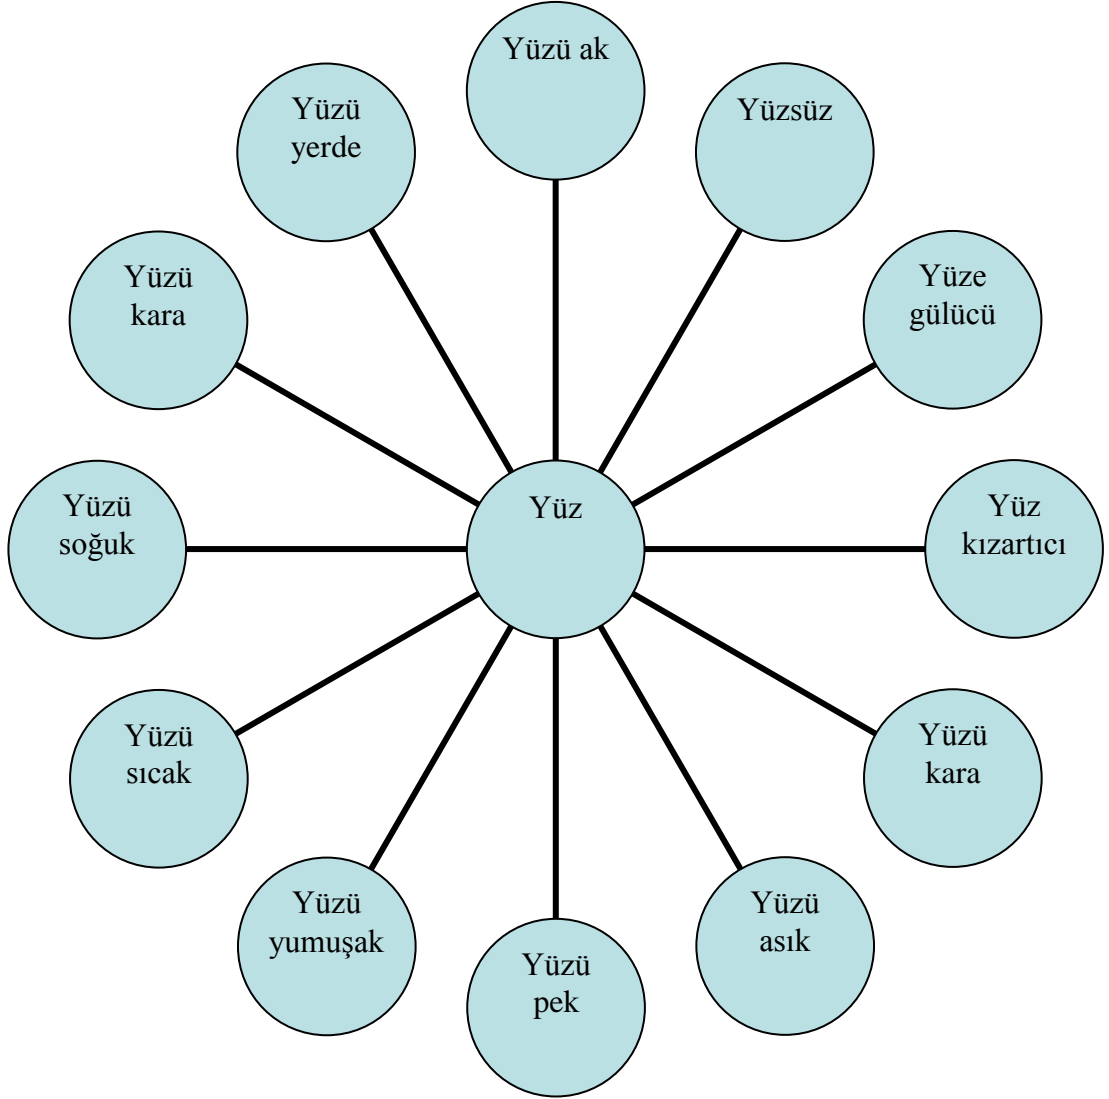 Yüzü ak
Yüzsüz
Yüze
gülücü
Yüz
kızartıcı
Yüzü
kara
Yüzü
asık
Yüzü
pek
Yüzü
yumuşak
Yüzü
sıcak
Yüzü
soğuk
Yüzü
kara
Yüzü
yerde
Yüz